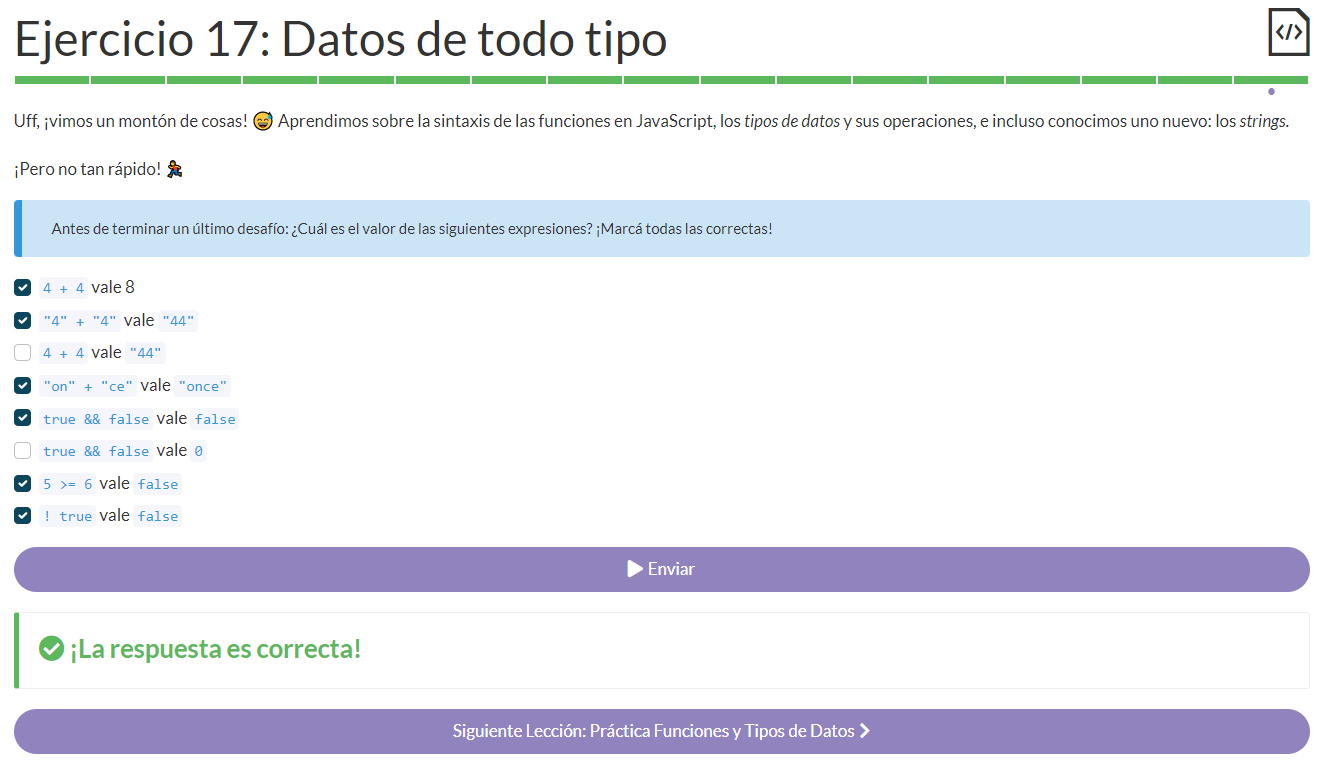 Ejercicio 17: Datos de todo tipo
</>
Uff, ¡vimos un montón de cosas! 😅 Aprendimos sobre la sintaxis de las funciones en JavaScript, los tipos de datos y sus operaciones, e incluso conocimos uno nuevo: los strings.
¡Pero no tan rápido!
Antes de terminar un último desafío: ¿Cuál es el valor de las siguientes expresiones? ¡Marcá todas las correctas!
4 + 4 vale 8
"4" + "4" vale "44"
4 + 4 vale "44"
"on" + "ce" vale "once"
true && false vale false
true && false vale 0
5 >= 6 vale false
! true vale false
Enviar
¡La respuesta es correcta!
Siguiente Lección: Práctica Funciones y Tipos de Datos